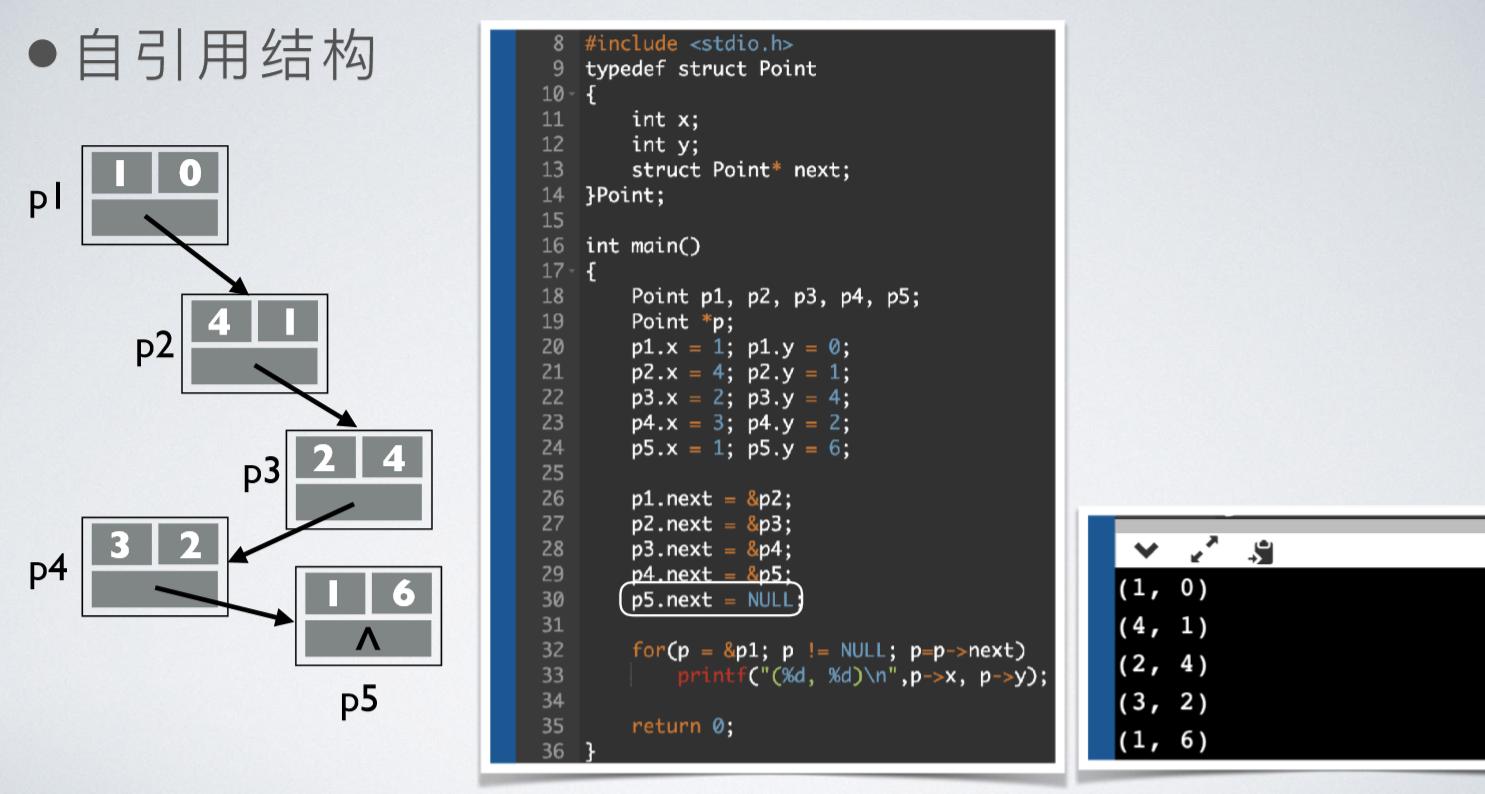 ● 自引用结构
p1
1 0
p2
4 1
p3
2 4
p4
3 2
1 6
^
p5
8 #include <stdio.h>
9 typedef struct Point
10 {
11 int x;
12 int y;
13 struct Point* next;
14 }Point;
15
16 int main()
17 {
18 Point p1, p2, p3, p4, p5;
19 Point *p;
20 p1.x = 1; p1.y = 0;
21 p2.x = 4; p2.y = 1;
22 p3.x = 2; p3.y = 4;
23 p4.x = 3; p4.y = 2;
24 p5.x = 1; p5.y = 6;
25
26 p1.next = &p2;
27 p2.next = &p3;
28 p3.next = &p4;
29 p4.next = &p5;
30 p5.next = NULL;
31
32 for(p = &p1; p != NULL; p=p->next)
33 printf("(%d, %d)\n",p->x, p->y);
34
35 return 0;
36 }
(1, 0)
(4, 1)
(2, 4)
(3, 2)
(1, 6)